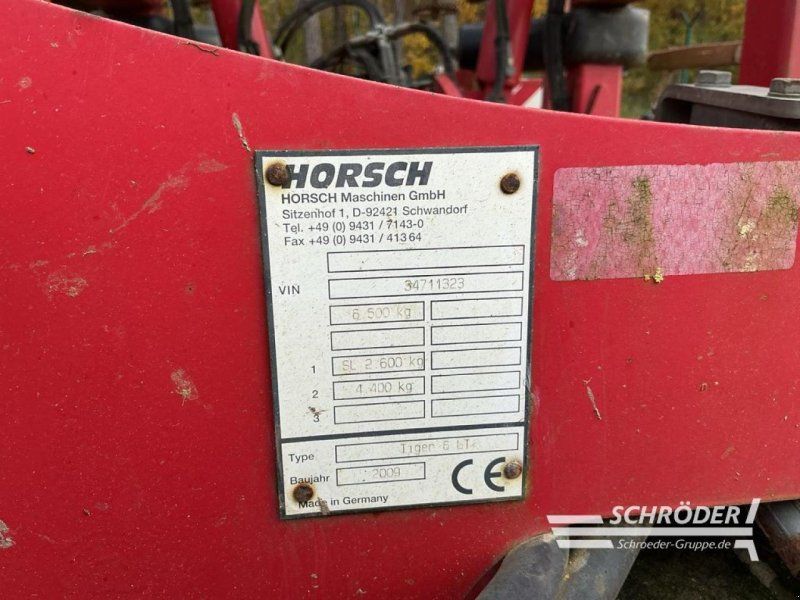 HORSCH
HORSCH Maschinen GmbH
Sitzenhof 1, D-92421 Schwandorf
Tel. +49 (0) 9431 / 7143-0
Fax +49 (0) 9431 / 413 64
VIN 34711323
6.500 kg
1 SL 2.600 kg
2 4.400 kg
3
Type Tiger 6 LT
Baujahr 2009
CE
Made in Germany
SCHRÖDER
Schroeder-Gruppe.de